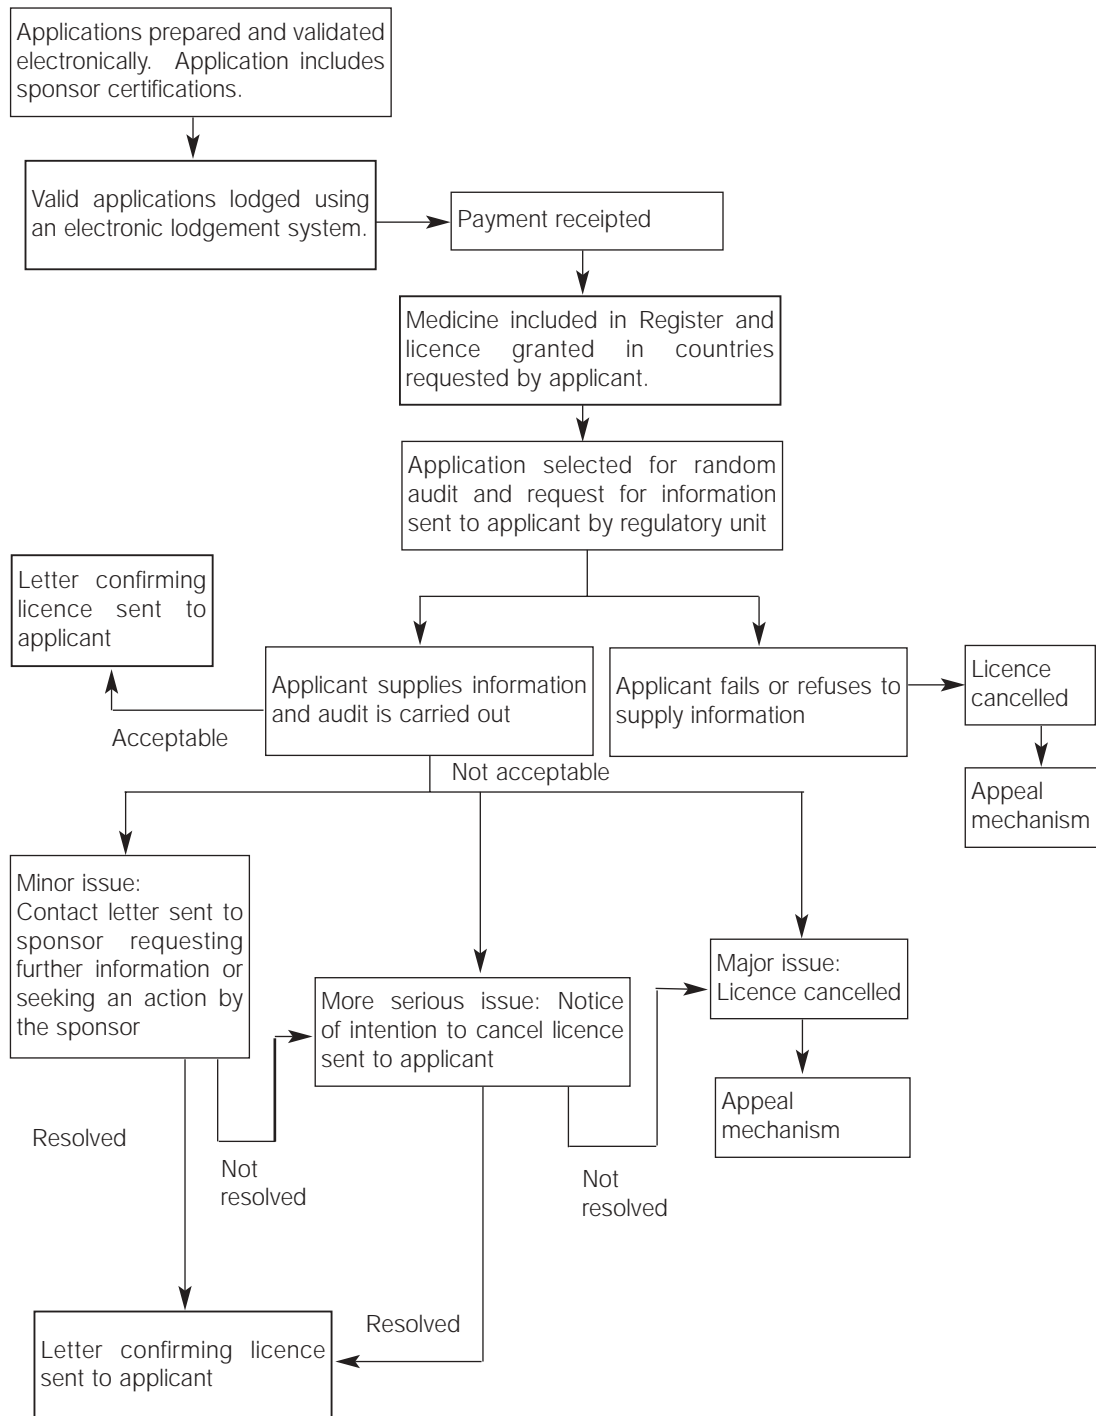 Applications prepared and validated
electronically. Application includes
sponsor certifications.
Valid applications lodged using
an electronic lodgement system.
Payment receipted
Medicine included in Register and
licence granted in countries
requested by applicant.
Application selected for random
audit and request for information
sent to applicant by regulatory unit
Letter confirming
licence sent to
applicant
Applicant supplies information
and audit is carried out
Applicant fails or refuses to
supply information
Licence
cancelled
Acceptable
Not acceptable
Appeal
mechanism
Minor issue:
Contact letter sent to
sponsor requesting
further information or
seeking an action by
the sponsor
More serious issue: Notice
of intention to cancel licence
sent to applicant
Major issue:
Licence cancelled
Appeal
mechanism
Resolved
Not
resolved
Not
resolved
Resolved
Letter confirming licence
sent to applicant